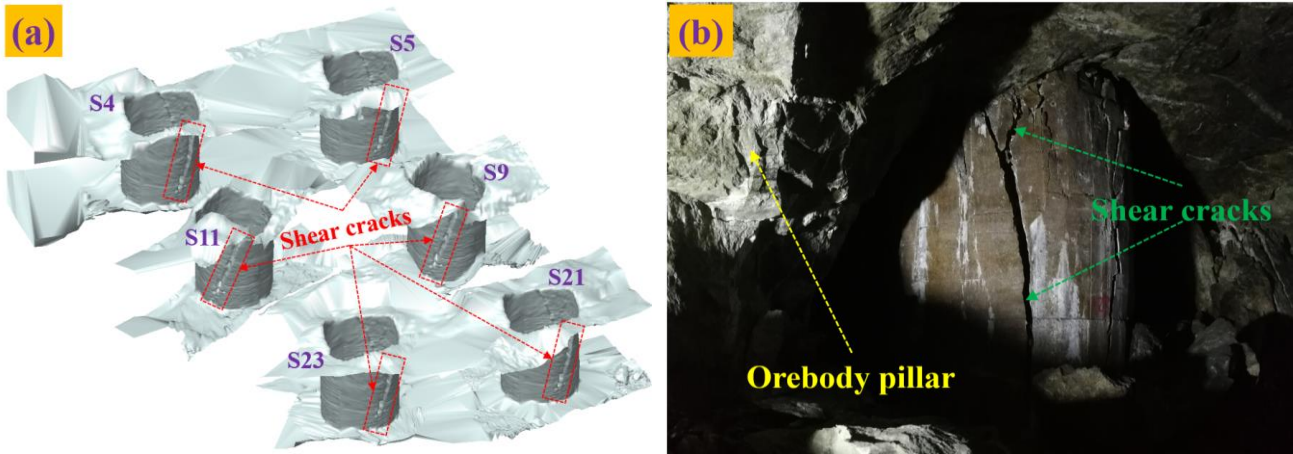 (a)
S5
S4
S9
S11
Shear cracks
S21
S23
(b)
Shear cracks
Orebody pillar